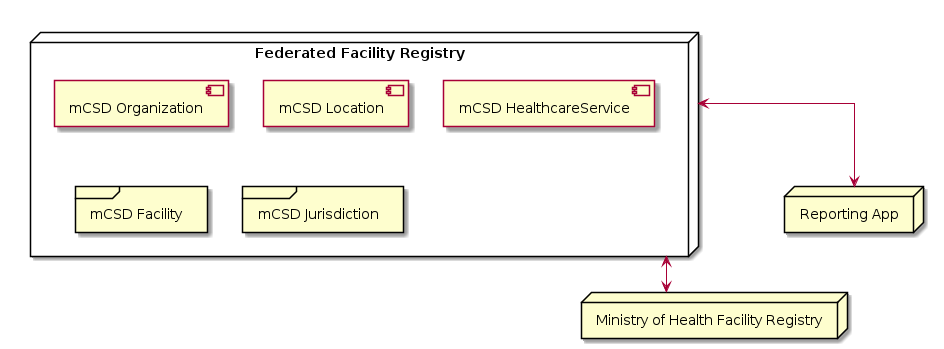 Federated Facility Registry
mCSD Organization
mCSD Location
mCSD HealthcareService
mCSD Facility
mCSD Jurisdiction
Reporting App
Ministry of Health Facility Registry